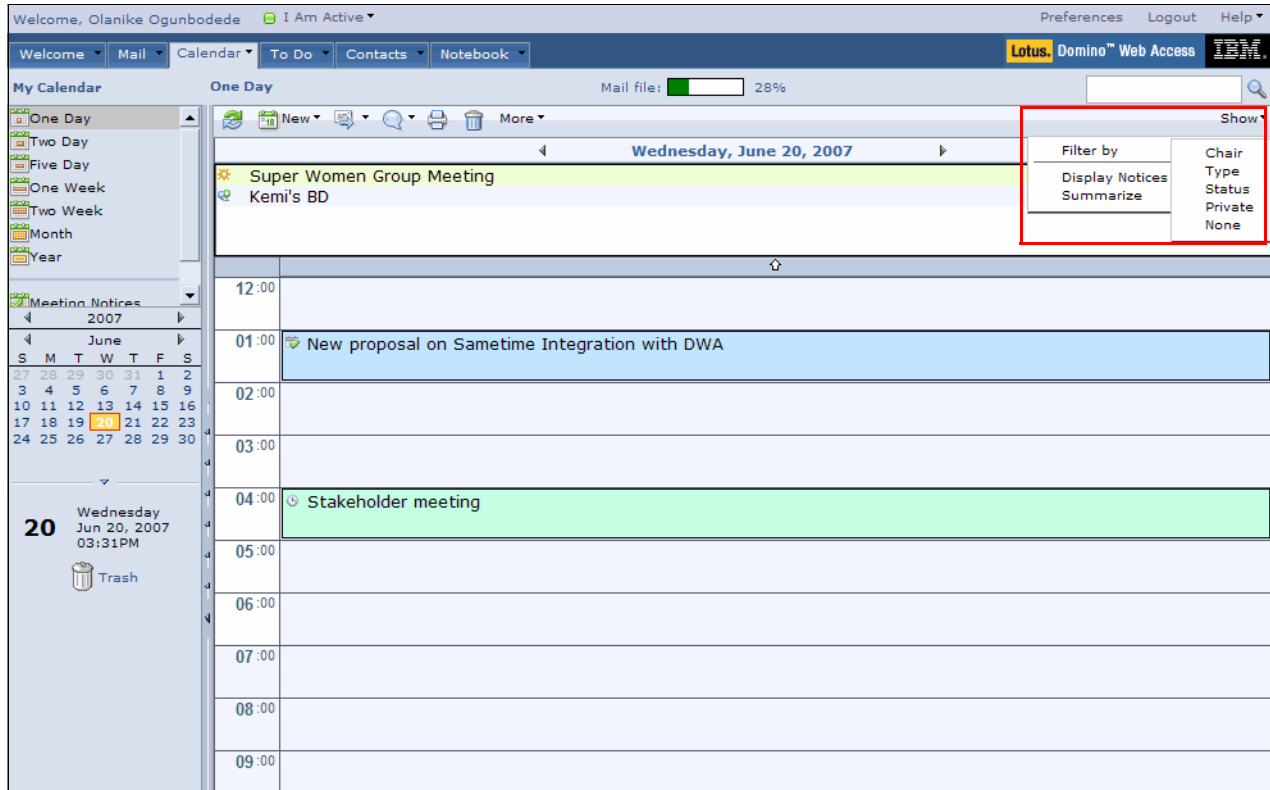 Welcome, Olanike Ogunbodede I Am Active Preferences Logout Help
Welcome Mail Calendar To Do Contacts Notebook Lotus. Domino™ Web Access IBM.
My Calendar One Day Mail file: 28%
One Day
Two Day
Five Day
One Week
Two Week
Month
Year
Meeting Notices
2007
June
S M T W T F S
27 28 29 30 31 1 2
3 4 5 6 7 8 9
10 11 12 13 14 15 16
17 18 19 20 21 22 23
24 25 26 27 28 29 30
20
Wednesday
Jun 20, 2007
03:31PM
Trash
New More Show
Wednesday, June 20, 2007
Super Women Group Meeting
Kemi's BD
Filter by
Display Notices
Summarize
Chair
Type
Status
Private
None
12:00
01:00 New proposal on Sametime Integration with DWA
02:00
03:00
04:00 Stakeholder meeting
05:00
06:00
07:00
08:00
09:00